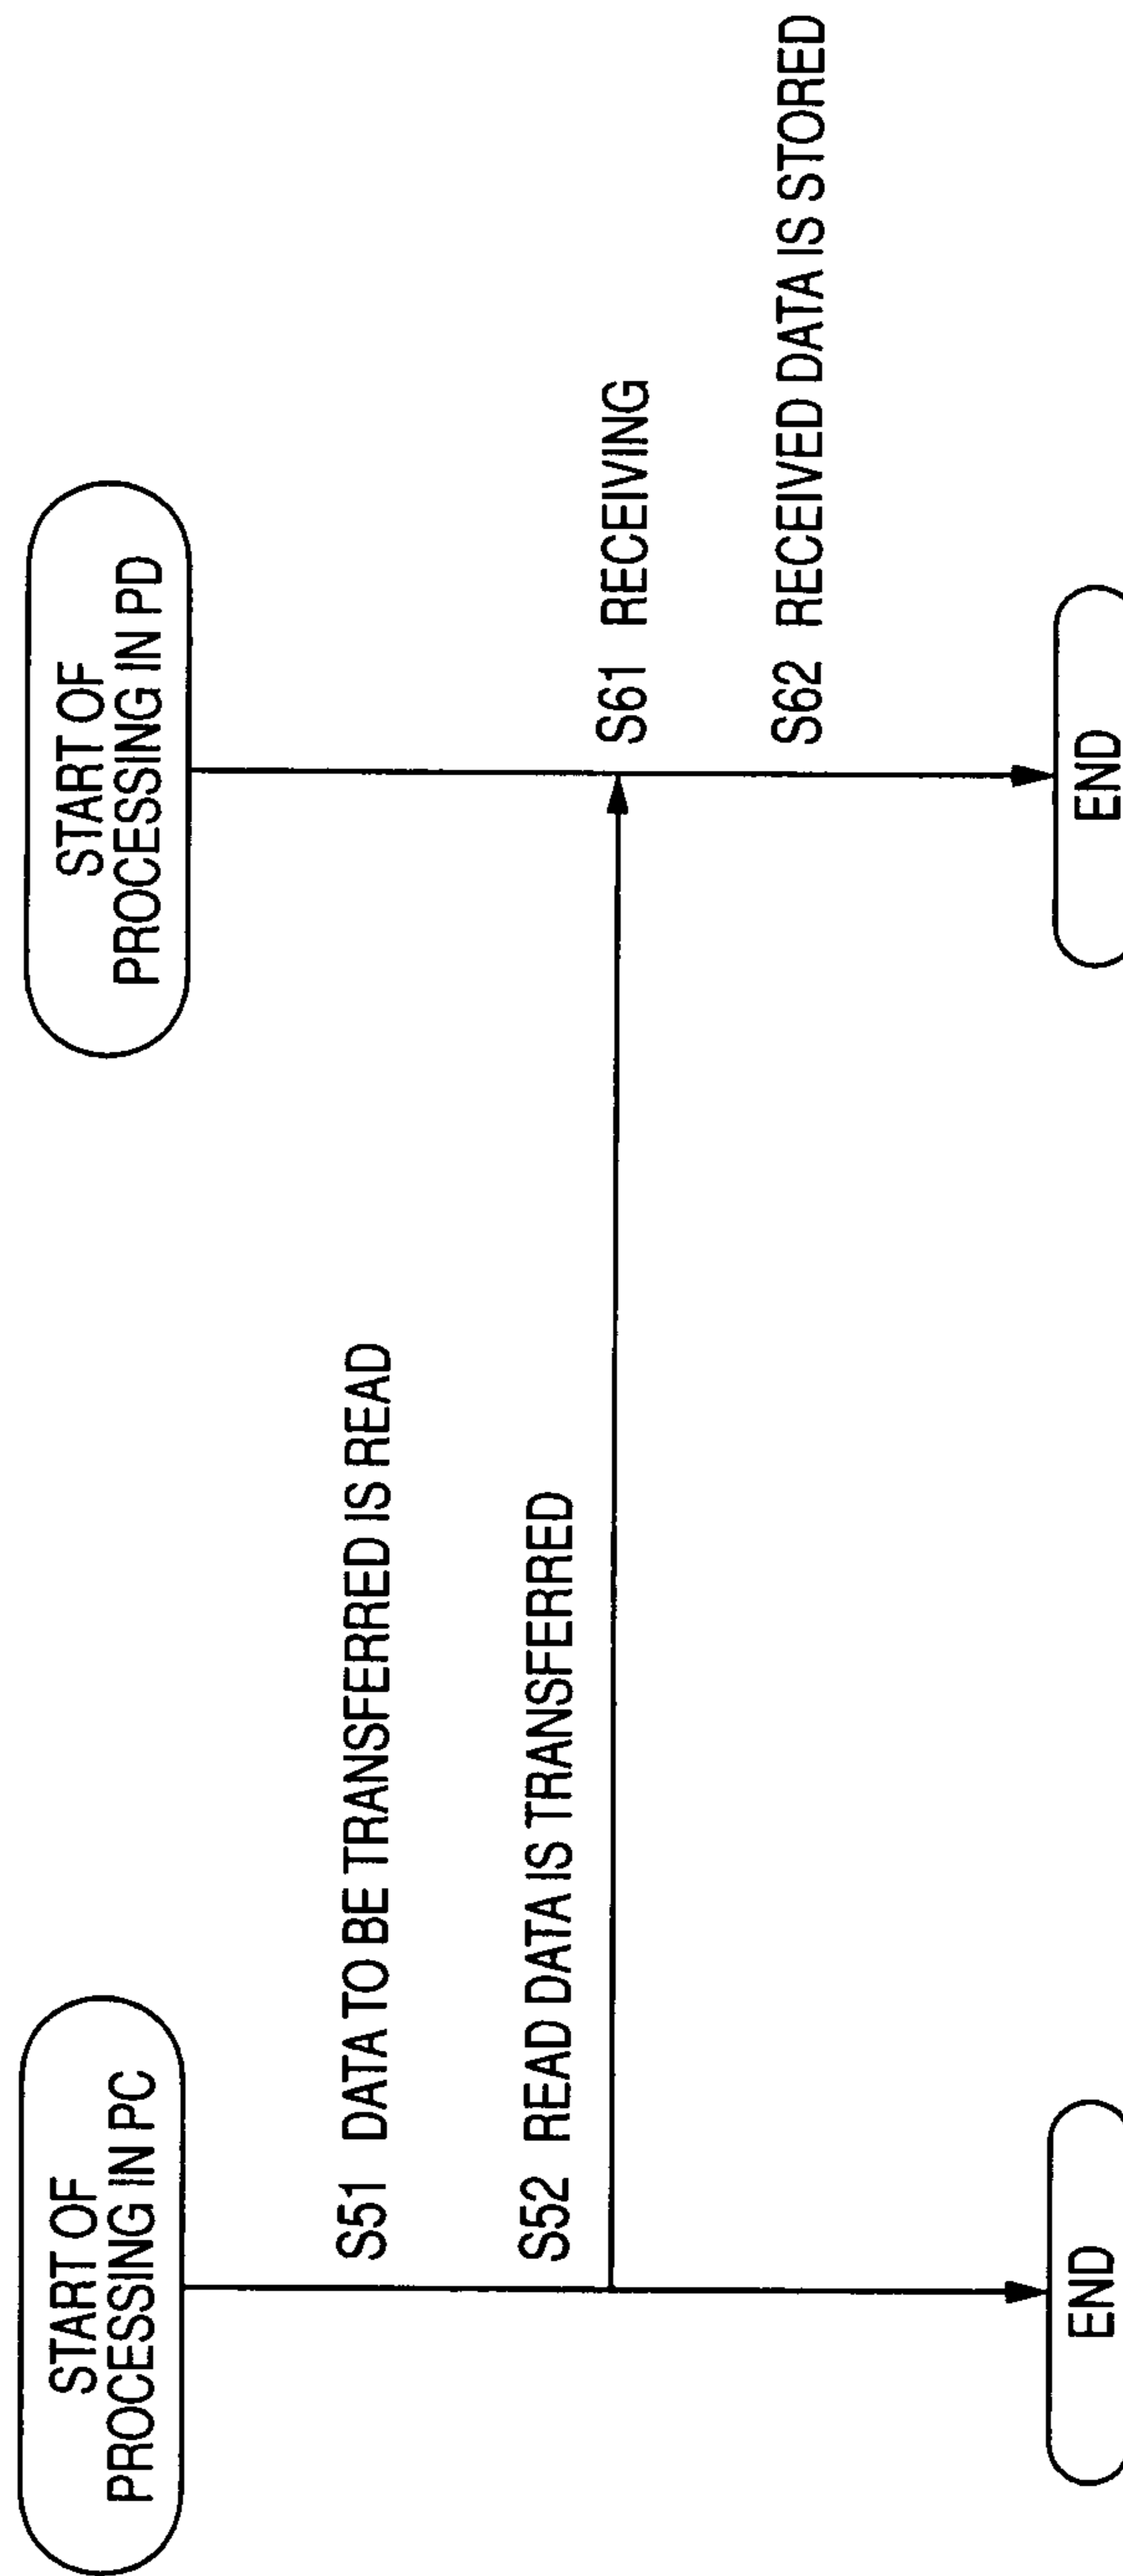 START OF
PROCESSING IN PC
S51 DATA TO BE TRANSFERRED IS READ
S52 READ DATA IS TRANSFERRED
END
START OF
PROCESSING IN PD
S61 RECEIVING
S62 RECEIVED DATA IS STORED
END